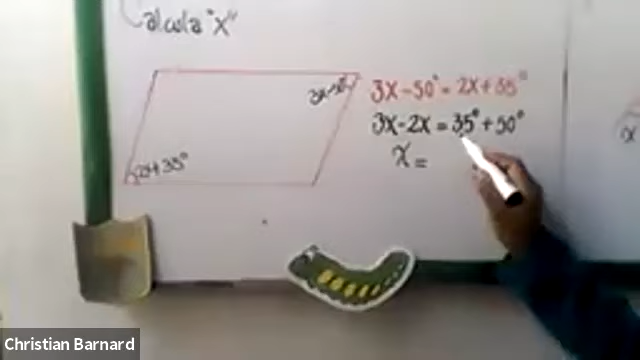 Calcula "X"
3x-50°
3X-50°=2X+35°
3X-2X=35°+50°
X=
2x+35°
x
Christian Barnard